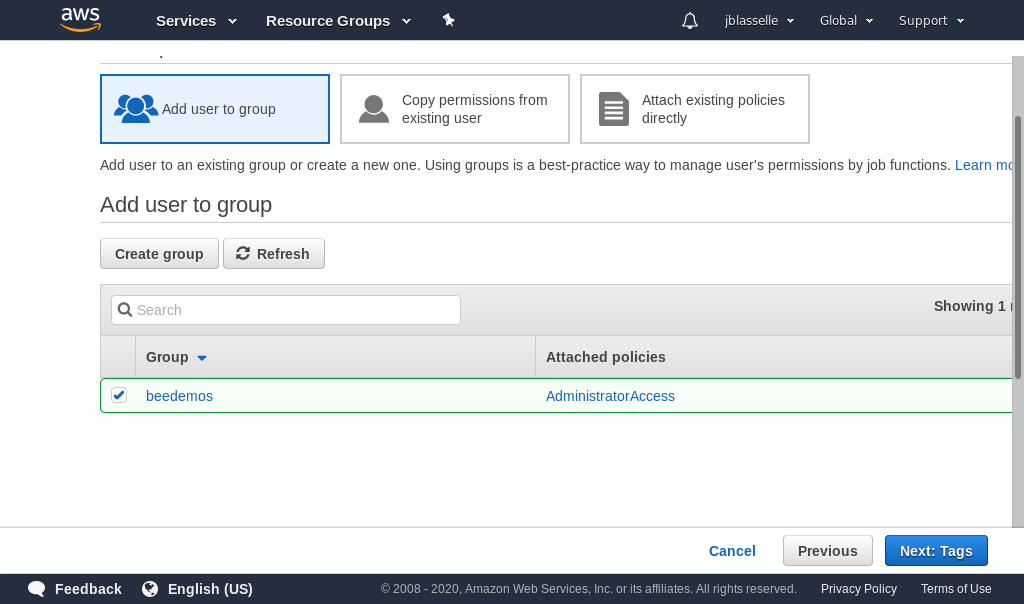 aws Services Resource Groups jblasselle Global Support
Add user to group
Copy permissions from
existing user
Attach existing policies
directly
Add user to an existing group or create a new one. Using groups is a best-practice way to manage user's permissions by job functions. Learn
Add user to group
Create group Refresh
Search
Showing 1
Group Attached policies
beedemos AdministratorAccess
Cancel Previous Next: Tags
Feedback English (US) © 2008 - 2020, Amazon Web Services, Inc. or its affiliates. All rights reserved. Privacy Policy Terms of Use